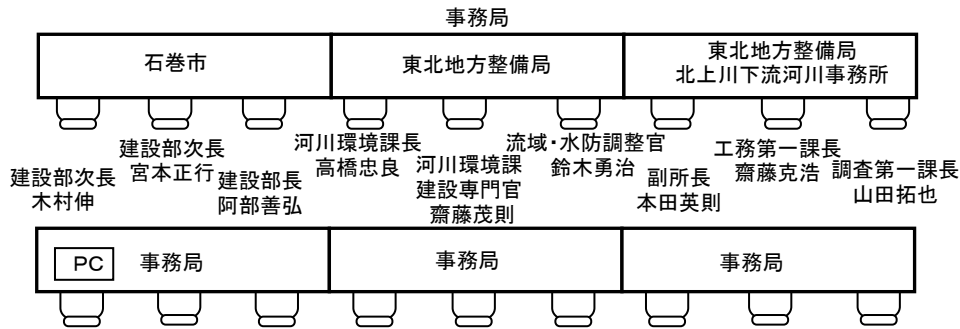 事務局
石巻市
東北地方整備局
東北地方整備局
北上川下流河川事務所
建設部次長
木村伸
建設部次長
宮本正行
建設部長
阿部善弘
河川環境課長
高橋忠良
河川環境課
建設専門官
齋藤茂則
流域・水防調整官
鈴木勇治
副所長
本田英則
工務第一課長
齋藤克浩
調査第一課長
山田拓也
PC
事務局
事務局
事務局